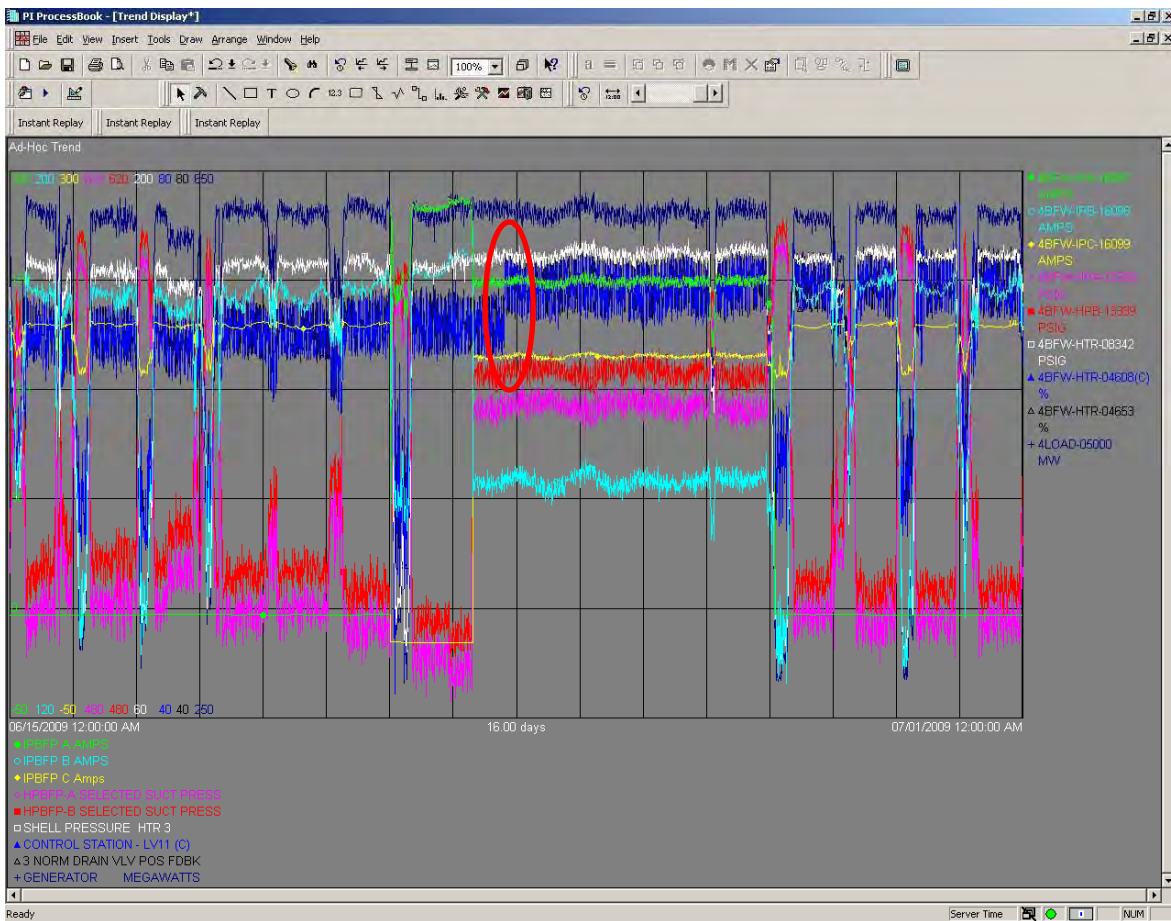 PI ProcessBook - [Trend Display*]
File Edit View Insert Tools Draw Arrange Window Help
100%
12.3
Instant Replay Instant Replay Instant Replay
Ad-Hoc Trend
200 300 620 200 80 80 650
AMPS
4BFW-IPB-16098
AMPS
4BFW-IPC-16099
AMPS
4BFW-HPB-13339
PSIG
4BFW-HTR-08342
PSIG
4BFW-HTR-04608(C)
%
4BFW-HTR-04653
%
4LOAD-05000
MW
-50 120 -50 480 60 40 40 250
06/15/2009 12:00:00 AM 16.00 days 07/01/2009 12:00:00 AM
IPBFP A AMPS
IPBFP B AMPS
IPBFP C Amps
HPBFP-A SELECTED SUCT PRESS
HPBFP-B SELECTED SUCT PRESS
SHELL PRESSURE HTR 3
CONTROL STATION - LV11 (C)
3 NORM DRAIN VLV POS FDBK
GENERATOR MEGAWATTS
Ready Server Time NUM